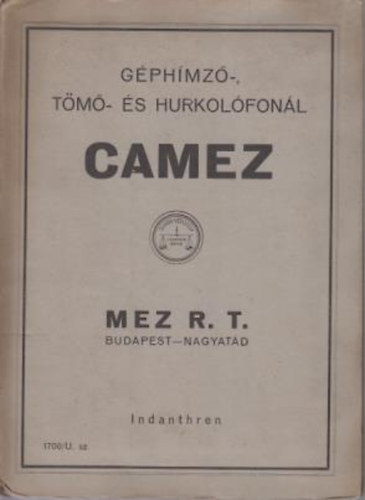 GÉPHÍMZŐ-,
TÖMŐ- ÉS HURKOLÓFONÁL
CAMEZ
MEZ R. T.
BUDAPEST—NAGYATÁD
Indanthren
1700/U. sz.